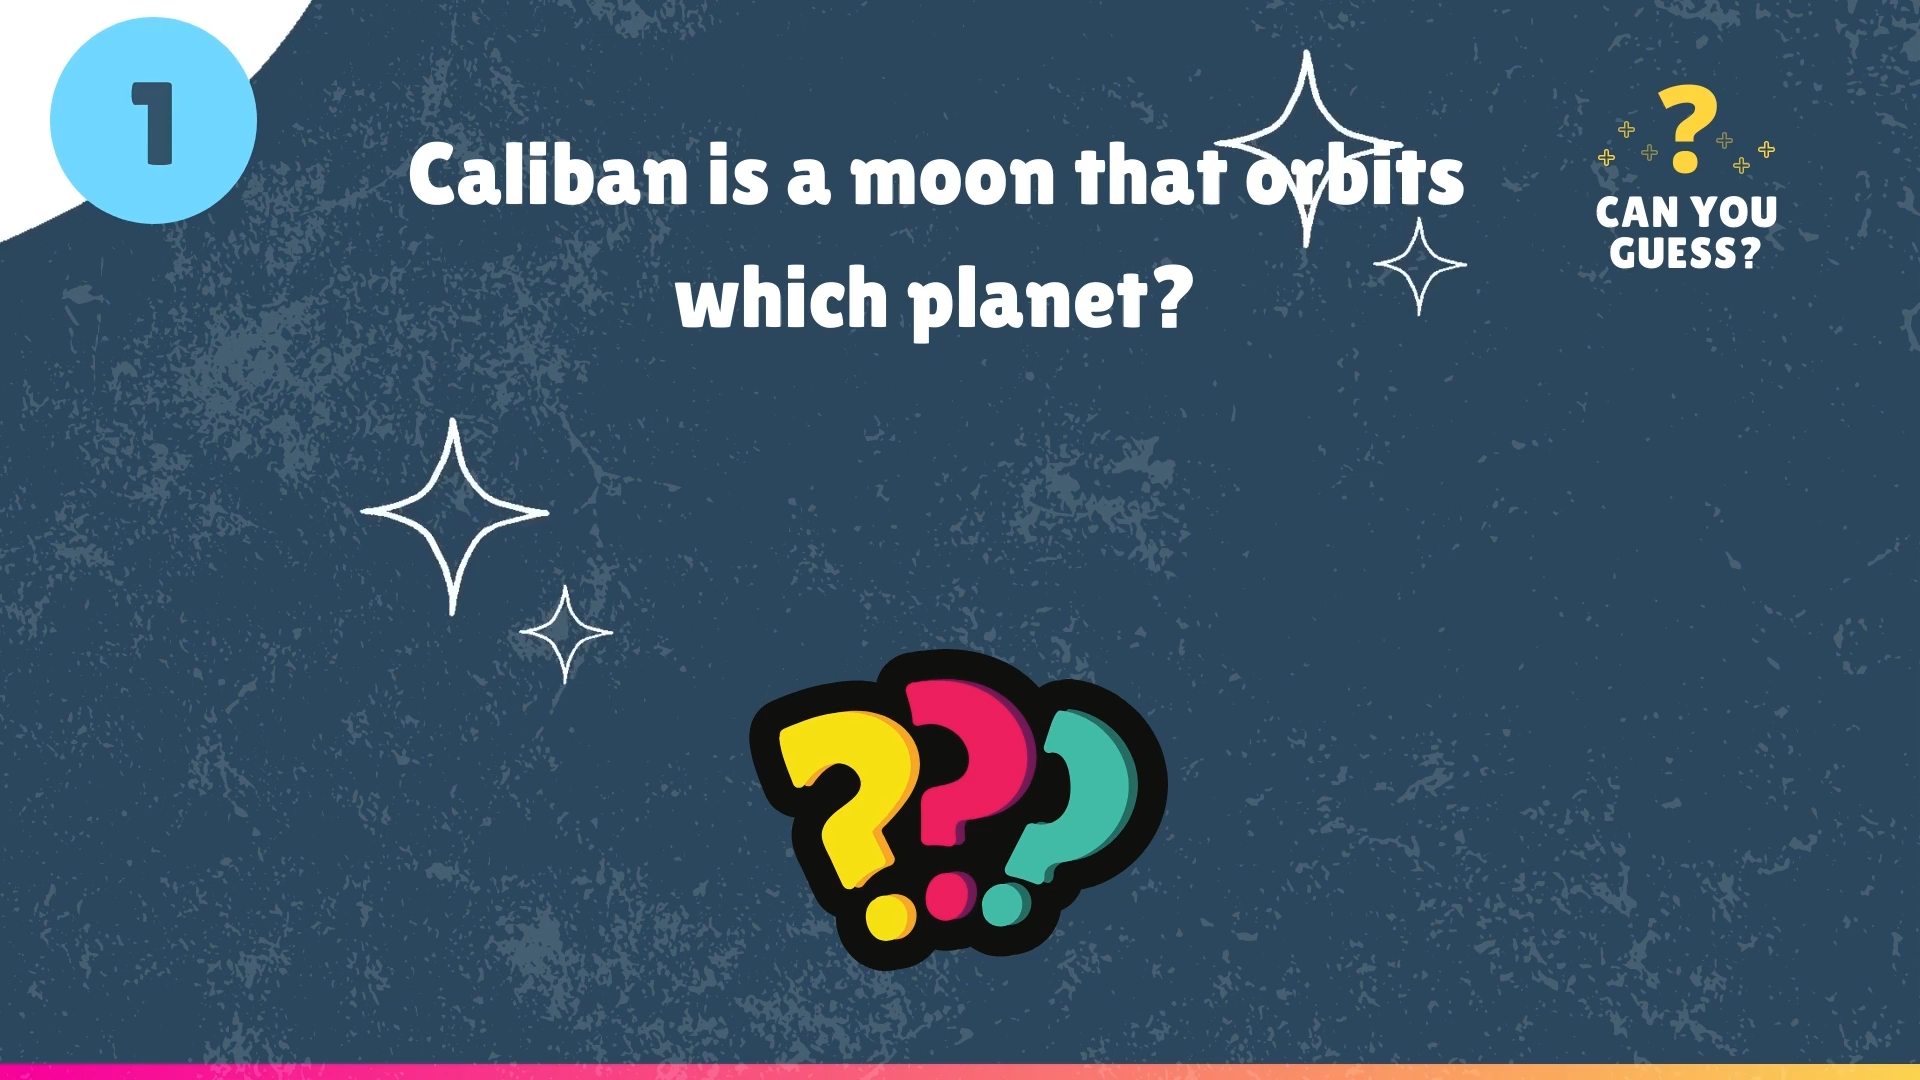 1
Caliban is a moon that orbits
which planet?
?
CAN YOU
GUESS?
???